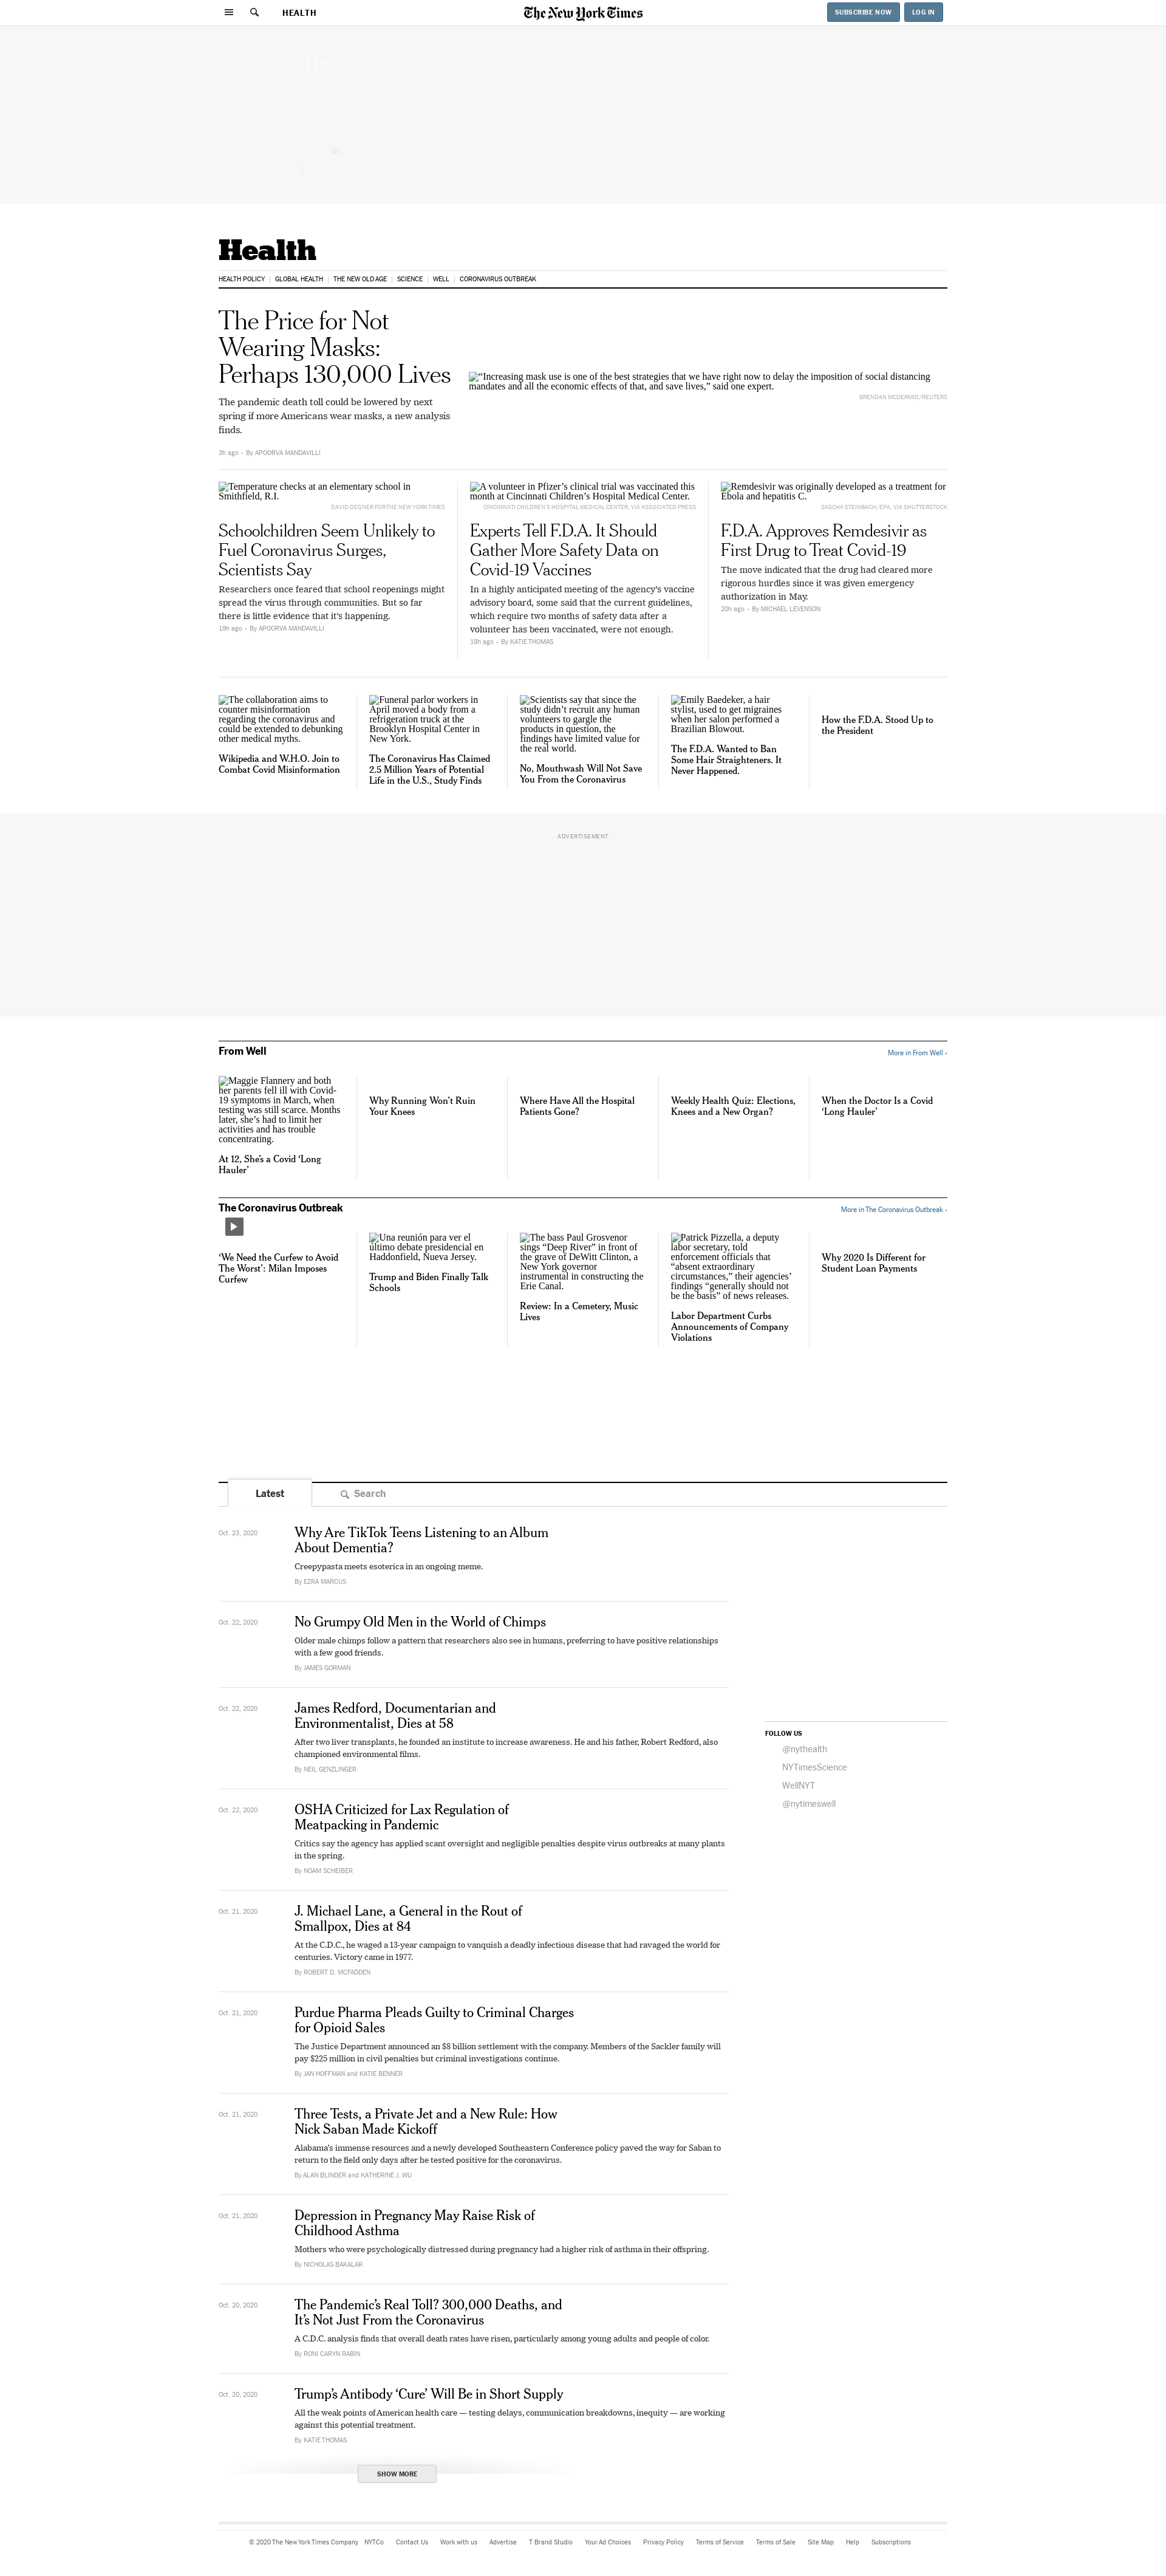 HEALTH
The New York Times
SUBSCRIBE NOW
LOG IN
Health
HEALTH POLICY | GLOBAL HEALTH | THE NEW OLD AGE | SCIENCE | WELL | CORONAVIRUS OUTBREAK
The Price for Not
Wearing Masks:
Perhaps 130,000 Lives
The pandemic death toll could be lowered by next
spring if more Americans wear masks, a new analysis
finds.
3h ago • By APOORVA MANDAVILLI
“Increasing mask use is one of the best strategies that we have right now to delay the imposition of social distancing
mandates and all the economic effects of that, and save lives,” said one expert.
BRENDAN MCDERMID/REUTERS
Temperature checks at an elementary school in
Smithfield, R.I.
DAVID DEGNER FOR THE NEW YORK TIMES
Schoolchildren Seem Unlikely to
Fuel Coronavirus Surges,
Scientists Say
Researchers once feared that school reopenings might
spread the virus through communities. But so far
there is little evidence that it’s happening.
19h ago • By APOORVA MANDAVILLI
A volunteer in Pfizer’s clinical trial was vaccinated this
month at Cincinnati Children’s Hospital Medical Center.
CINCINNATI CHILDREN'S HOSPITAL MEDICAL CENTER, VIA ASSOCIATED PRESS
Experts Tell F.D.A. It Should
Gather More Safety Data on
Covid-19 Vaccines
In a highly anticipated meeting of the agency’s vaccine
advisory board, some said that the current guidelines,
which require two months of safety data after a
volunteer has been vaccinated, were not enough.
18h ago • By KATIE THOMAS
Remdesivir was originally developed as a treatment for
Ebola and hepatitis C.
SASCHA STEINBACH/EPA, VIA SHUTTERSTOCK
F.D.A. Approves Remdesivir as
First Drug to Treat Covid-19
The move indicated that the drug had cleared more
rigorous hurdles since it was given emergency
authorization in May.
20h ago • By MICHAEL LEVENSON
The collaboration aims to
counter misinformation
regarding the coronavirus and
could be extended to debunking
other medical myths.
Wikipedia and W.H.O. Join to
Combat Covid Misinformation
Funeral parlor workers in
April moved a body from a
refrigeration truck at the
Brooklyn Hospital Center in
New York.
The Coronavirus Has Claimed
2.5 Million Years of Potential
Life in the U.S., Study Finds
Scientists say that since the
study didn’t recruit any human
volunteers to gargle the
products in question, the
findings have limited value for
the real world.
No, Mouthwash Will Not Save
You From the Coronavirus
Emily Baedeker, a hair
stylist, used to get migraines
when her salon performed a
Brazilian Blowout.
The F.D.A. Wanted to Ban
Some Hair Straighteners. It
Never Happened.
How the F.D.A. Stood Up to
the President
ADVERTISEMENT
From Well
More in From Well ›
Maggie Flannery and both
her parents fell ill with Covid-
19 symptoms in March, when
testing was still scarce. Months
later, she’s had to limit her
activities and has trouble
concentrating.
At 12, She’s a Covid ‘Long
Hauler’
Why Running Won’t Ruin
Your Knees
Where Have All the Hospital
Patients Gone?
Weekly Health Quiz: Elections,
Knees and a New Organ?
When the Doctor Is a Covid
‘Long Hauler’
The Coronavirus Outbreak
More in The Coronavirus Outbreak ›
‘We Need the Curfew to Avoid
The Worst’: Milan Imposes
Curfew
Una reunión para ver el
último debate presidencial en
Haddonfield, Nueva Jersey.
Trump and Biden Finally Talk
Schools
The bass Paul Grosvenor
sings “Deep River” in front of
the grave of DeWitt Clinton, a
New York governor
instrumental in constructing the
Erie Canal.
Review: In a Cemetery, Music
Lives
Patrick Pizzella, a deputy
labor secretary, told
enforcement officials that
“absent extraordinary
circumstances,” their agencies’
findings “generally should not
be the basis” of news releases.
Labor Department Curbs
Announcements of Company
Violations
Why 2020 Is Different for
Student Loan Payments
Latest
Search
Oct. 23, 2020
Why Are TikTok Teens Listening to an Album
About Dementia?
Creepypasta meets esoterica in an ongoing meme.
By EZRA MARCUS
Oct. 22, 2020
No Grumpy Old Men in the World of Chimps
Older male chimps follow a pattern that researchers also see in humans, preferring to have positive relationships
with a few good friends.
By JAMES GORMAN
Oct. 22, 2020
James Redford, Documentarian and
Environmentalist, Dies at 58
After two liver transplants, he founded an institute to increase awareness. He and his father, Robert Redford, also
championed environmental films.
By NEIL GENZLINGER
Oct. 22, 2020
OSHA Criticized for Lax Regulation of
Meatpacking in Pandemic
Critics say the agency has applied scant oversight and negligible penalties despite virus outbreaks at many plants
in the spring.
By NOAM SCHEIBER
Oct. 21, 2020
J. Michael Lane, a General in the Rout of
Smallpox, Dies at 84
At the C.D.C., he waged a 13-year campaign to vanquish a deadly infectious disease that had ravaged the world for
centuries. Victory came in 1977.
By ROBERT D. MCFADDEN
Oct. 21, 2020
Purdue Pharma Pleads Guilty to Criminal Charges
for Opioid Sales
The Justice Department announced an $8 billion settlement with the company. Members of the Sackler family will
pay $225 million in civil penalties but criminal investigations continue.
By JAN HOFFMAN and KATIE BENNER
Oct. 21, 2020
Three Tests, a Private Jet and a New Rule: How
Nick Saban Made Kickoff
Alabama’s immense resources and a newly developed Southeastern Conference policy paved the way for Saban to
return to the field only days after he tested positive for the coronavirus.
By ALAN BLINDER and KATHERINE J. WU
Oct. 21, 2020
Depression in Pregnancy May Raise Risk of
Childhood Asthma
Mothers who were psychologically distressed during pregnancy had a higher risk of asthma in their offspring.
By NICHOLAS BAKALAR
Oct. 20, 2020
The Pandemic’s Real Toll? 300,000 Deaths, and
It’s Not Just From the Coronavirus
A C.D.C. analysis finds that overall death rates have risen, particularly among young adults and people of color.
By RONI CARYN RABIN
Oct. 20, 2020
Trump’s Antibody ‘Cure’ Will Be in Short Supply
All the weak points of American health care — testing delays, communication breakdowns, inequity — are working
against this potential treatment.
By KATIE THOMAS
SHOW MORE
FOLLOW US
@nythealth
NYTimesScience
WellNYT
@nytimeswell
© 2020 The New York Times Company NYTCo Contact Us Work with us Advertise T Brand Studio Your Ad Choices Privacy Policy Terms of Service Terms of Sale Site Map Help Subscriptions